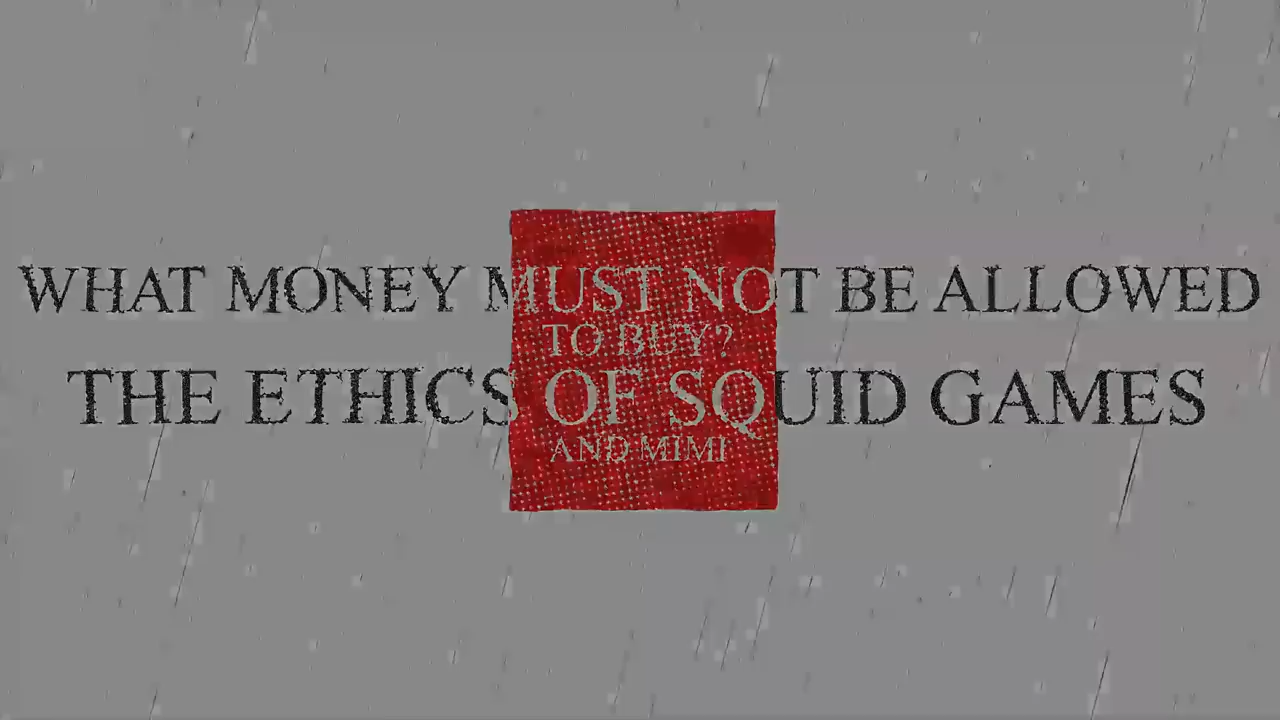 WHAT MONEY MUST NOT BE ALLOWED
TO BUY?
THE ETHICS OF SQUID GAMES
AND MIMI